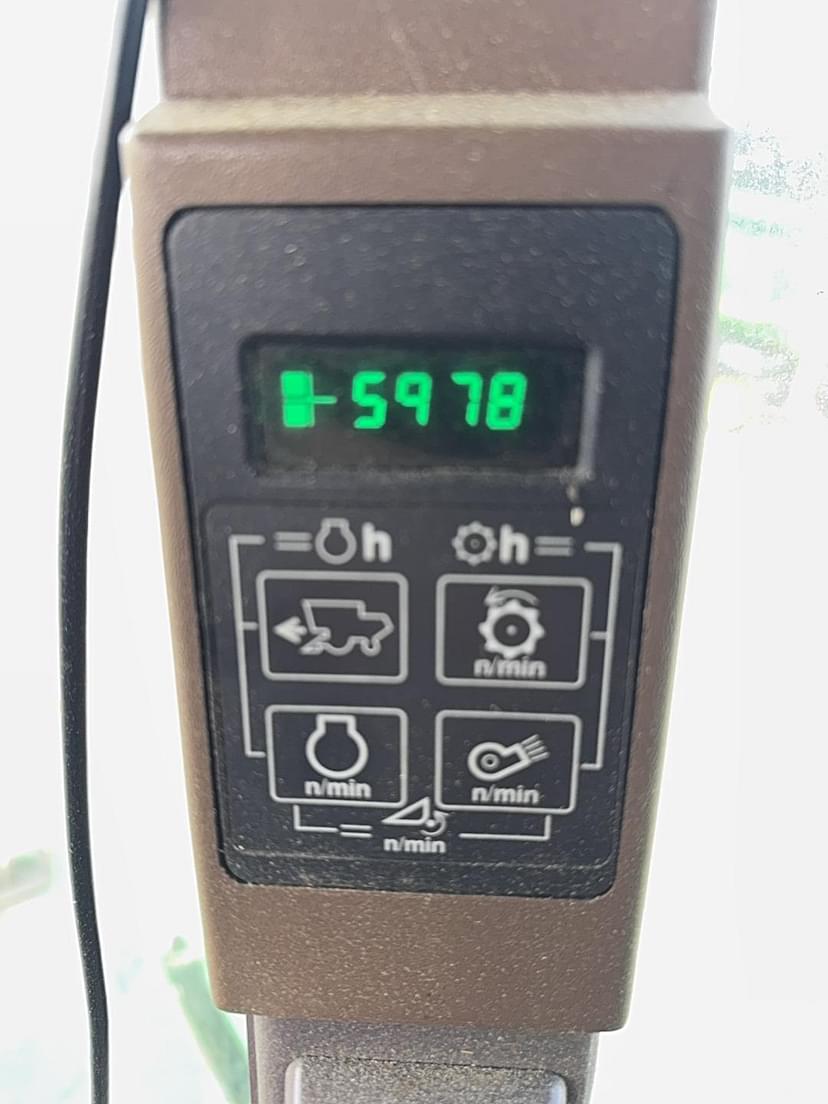 5978
=h h=
n/min
n/min n/min
=
n/min